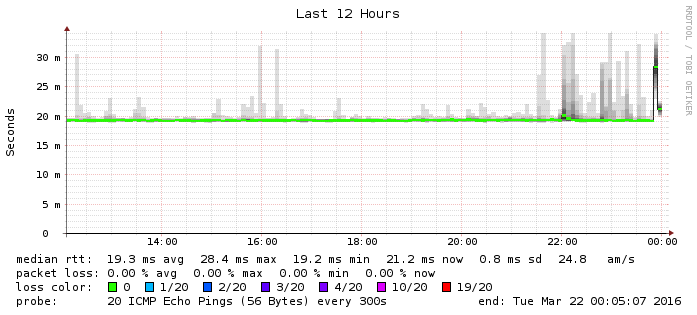 Last 12 Hours
RRDTOOL / TOBI OETIKER
Seconds
30 m
25 m
20 m
15 m
10 m
5 m
0
14:00 16:00 18:00 20:00 22:00 00:00
median rtt: 19.3 ms avg 28.4 ms max 19.2 ms min 21.2 ms now 0.8 ms sd 24.8 am/s
packet loss: 0.00 % avg 0.00 % max 0.00 % min 0.00 % now
loss color: 0 1/20 2/20 3/20 4/20 10/20 19/20
probe: 20 ICMP Echo Pings (56 Bytes) every 300s end: Tue Mar 22 00:05:07 2016